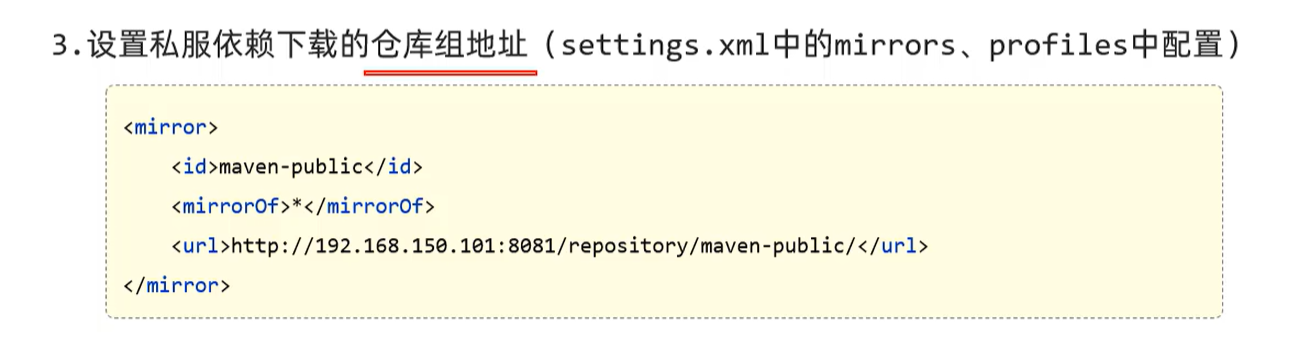 3.设置私服依赖下载的仓库组地址（settings.xml中的mirrors、profiles中配置）
<mirror>
    <id>maven-public</id>
    <mirrorOf>*</mirrorOf>
    <url>http://192.168.150.101:8081/repository/maven-public/</url>
</mirror>